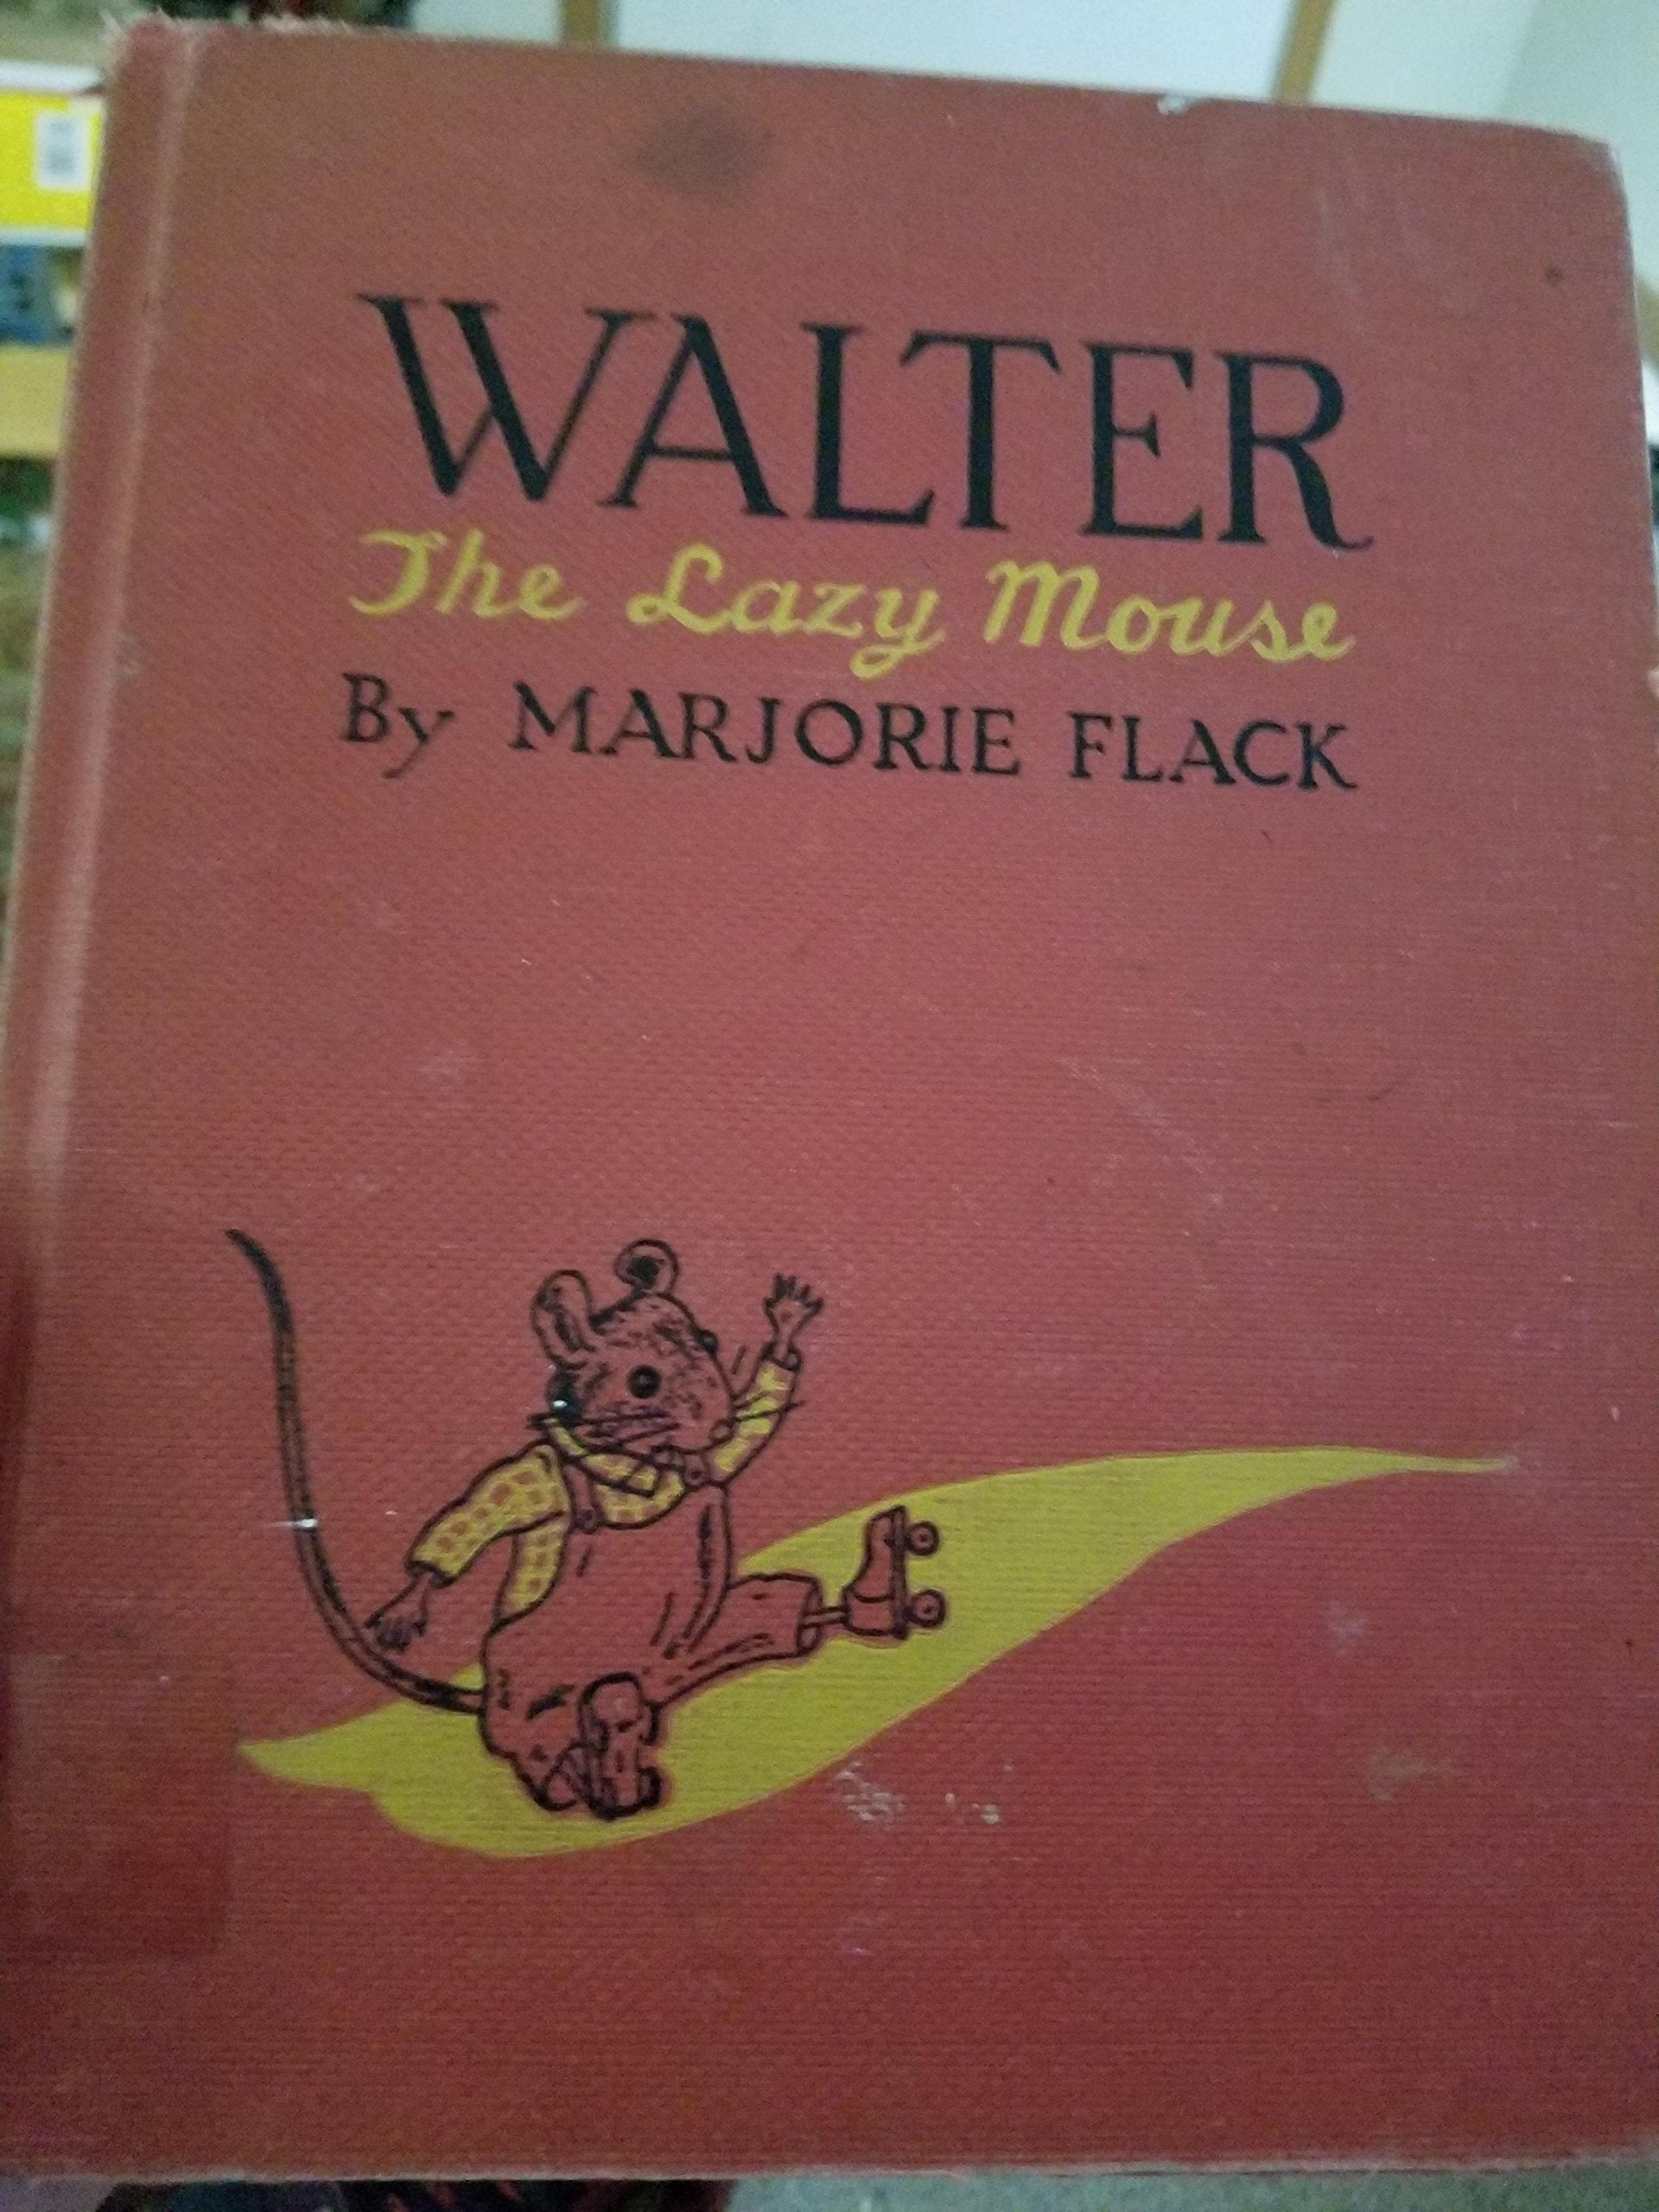 WALTER
The Lazy Mouse
By MARJORIE FLACK